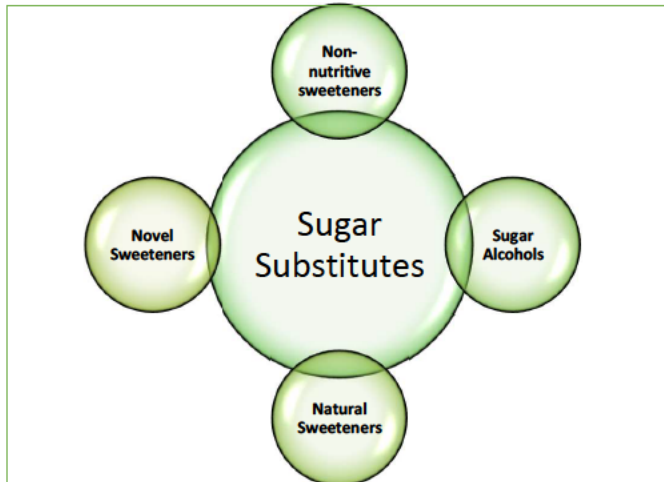 Non-
nutritive
sweeteners
Novel
Sweeteners
Sugar
Substitutes
Sugar
Alcohols
Natural
Sweeteners